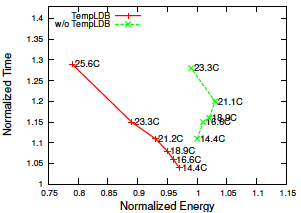 TempLDB
w/o TempLDB
Normalized Time
1.4
1.35
1.3
1.25
1.2
1.15
1.1
1.05
1
25.6C
23.3C
21.2C
18.9C
16.6C
14.4C
23.3C
21.1C
18.9C
16.6C
14.4C
0.75 0.8 0.85 0.9 0.95 1 1.05 1.1 1.15
Normalized Energy